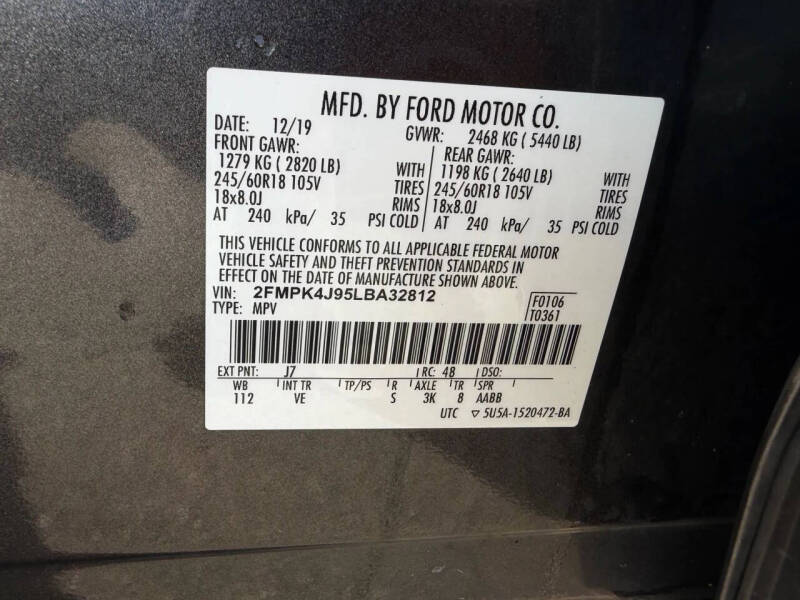 MFD. BY FORD MOTOR CO.
DATE: 12/19 GVWR: 2468 KG ( 5440 LB)
FRONT GAWR: REAR GAWR:
1279 KG ( 2820 LB) WITH 1198 KG ( 2640 LB) WITH
245/60R18 105V TIRES 245/60R18 105V TIRES
18x8.0J RIMS 18x8.0J RIMS
AT 240 kPa/ 35 PSI COLD AT 240 kPa/ 35 PSI COLD
THIS VEHICLE CONFORMS TO ALL APPLICABLE FEDERAL MOTOR
VEHICLE SAFETY AND THEFT PREVENTION STANDARDS IN
EFFECT ON THE DATE OF MANUFACTURE SHOWN ABOVE.
VIN: 2FMPK4J95LBA32812 F0106
TYPE: MPV T0361
EXT PNT: J7 RC: 48 DSO:
WB INT TR TP/PS R AXLE TR SPR
112 VE S 3K 8 AABB
UTC ▽ 5U5A-1520472-BA